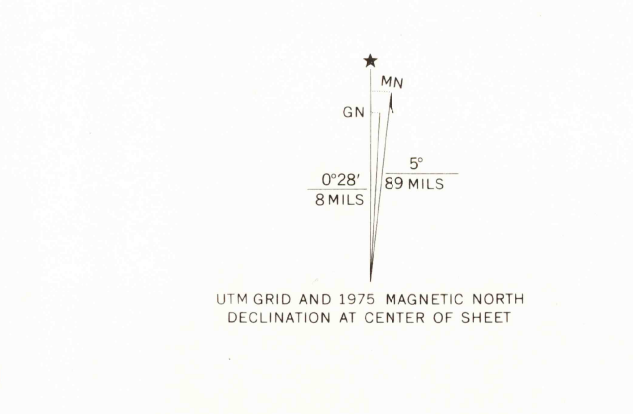 ★
MN
GN
5°
0°28'
89 MILS
8 MILS
UTM GRID AND 1975 MAGNETIC NORTH
DECLINATION AT CENTER OF SHEET